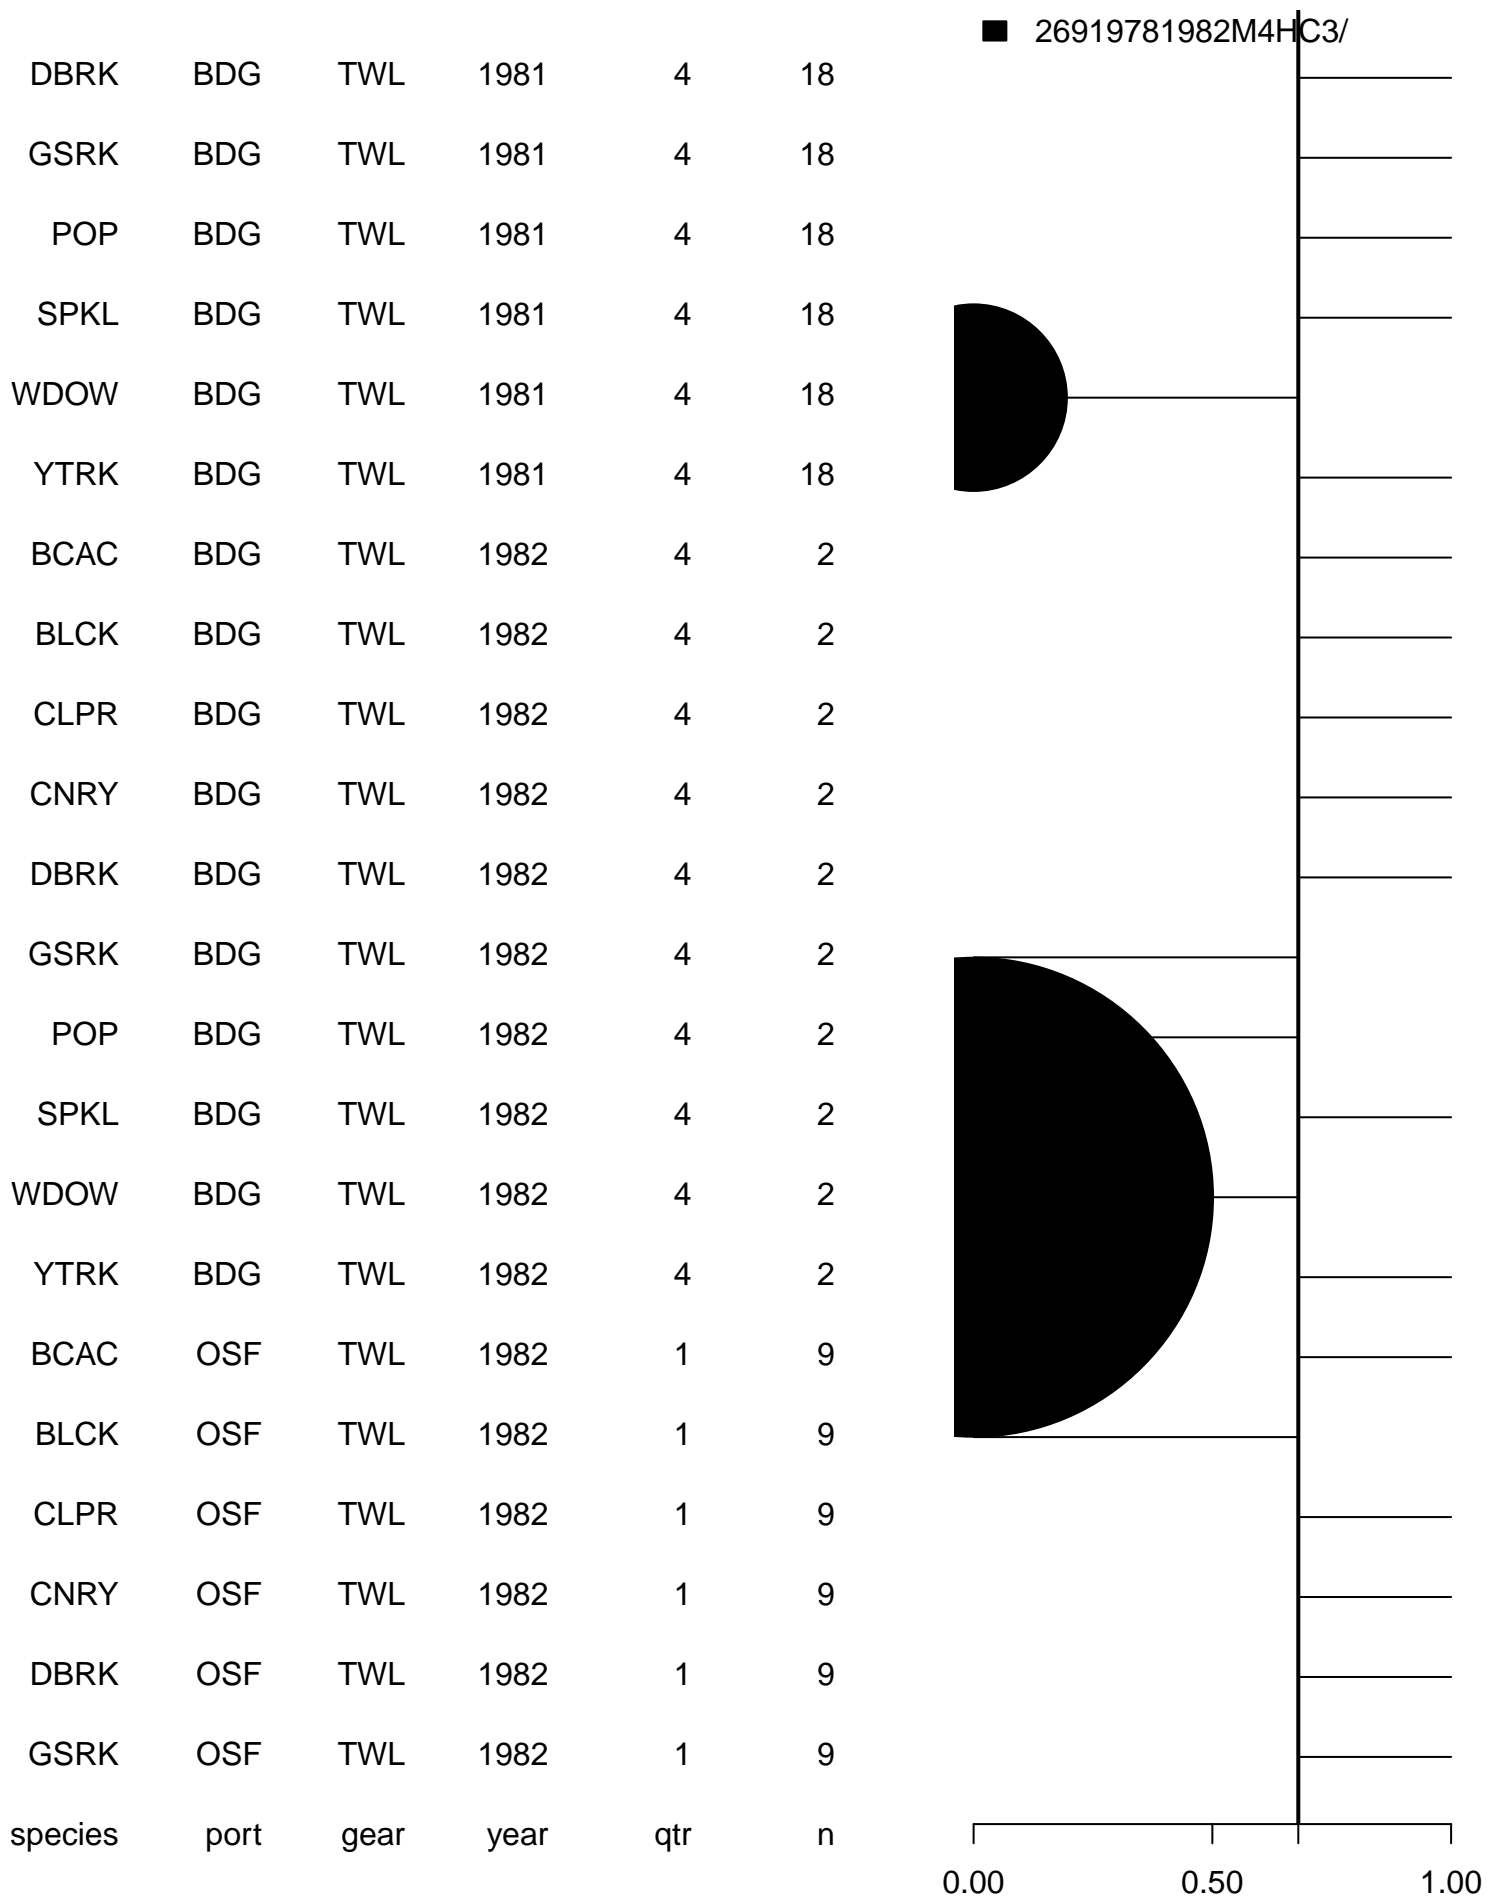 26919781982M4HC3/
DBRK BDG TWL 1981 4 18
GSRK BDG TWL 1981 4 18
POP BDG TWL 1981 4 18
SPKL BDG TWL 1981 4 18
WDOW BDG TWL 1981 4 18
YTRK BDG TWL 1981 4 18
BCAC BDG TWL 1982 4 2
BLCK BDG TWL 1982 4 2
CLPR BDG TWL 1982 4 2
CNRY BDG TWL 1982 4 2
DBRK BDG TWL 1982 4 2
GSRK BDG TWL 1982 4 2
POP BDG TWL 1982 4 2
SPKL BDG TWL 1982 4 2
WDOW BDG TWL 1982 4 2
YTRK BDG TWL 1982 4 2
BCAC OSF TWL 1982 1 9
BLCK OSF TWL 1982 1 9
CLPR OSF TWL 1982 1 9
CNRY OSF TWL 1982 1 9
DBRK OSF TWL 1982 1 9
GSRK OSF TWL 1982 1 9
species port gear year qtr n
0.00 0.50 1.00